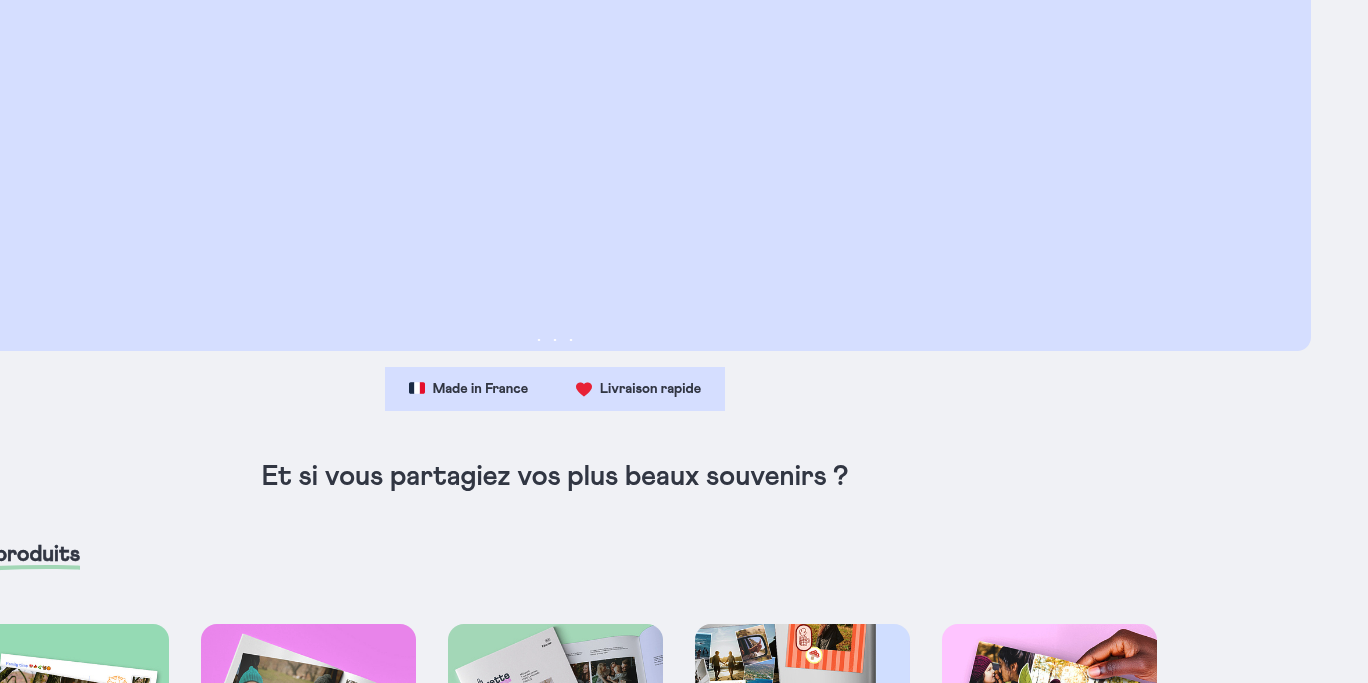 Made in France
Livraison rapide
Et si vous partagiez vos plus beaux souvenirs ?
produits